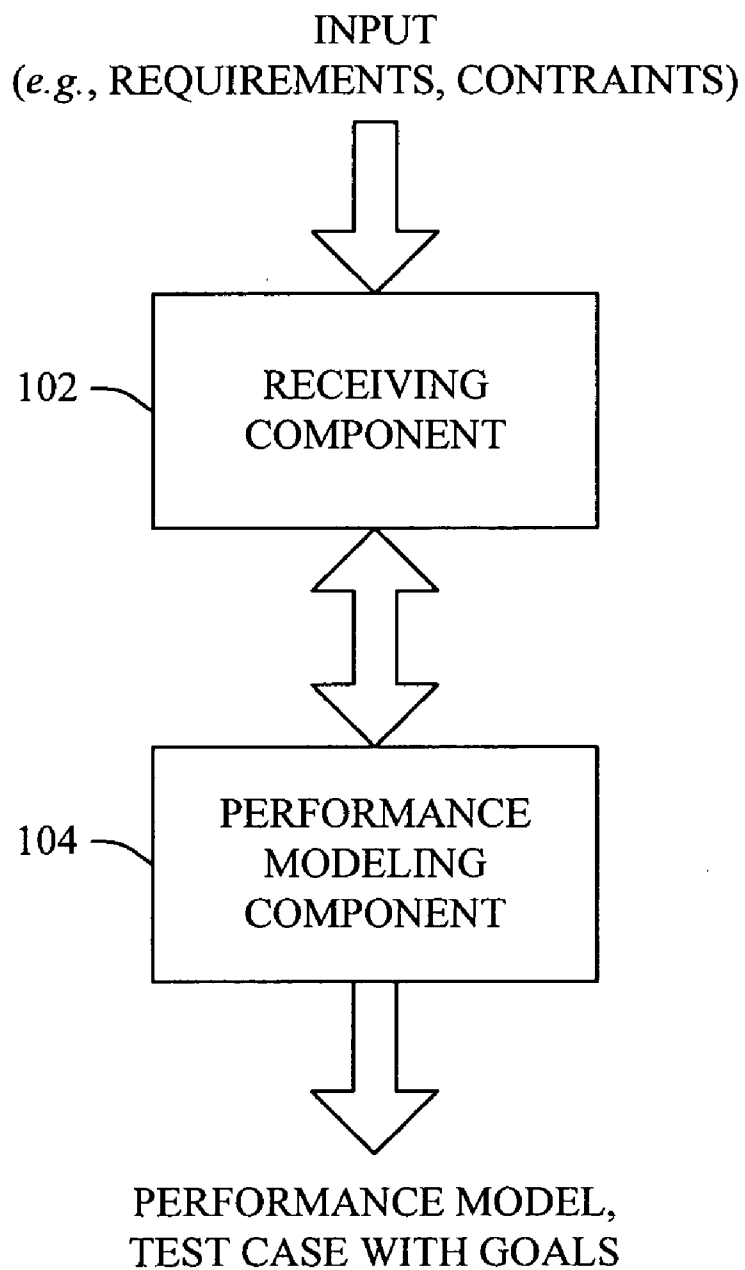 INPUT
(e.g., REQUIREMENTS, CONTRAINTS)
102
RECEIVING
COMPONENT
104
PERFORMANCE
MODELING
COMPONENT
PERFORMANCE MODEL,
TEST CASE WITH GOALS